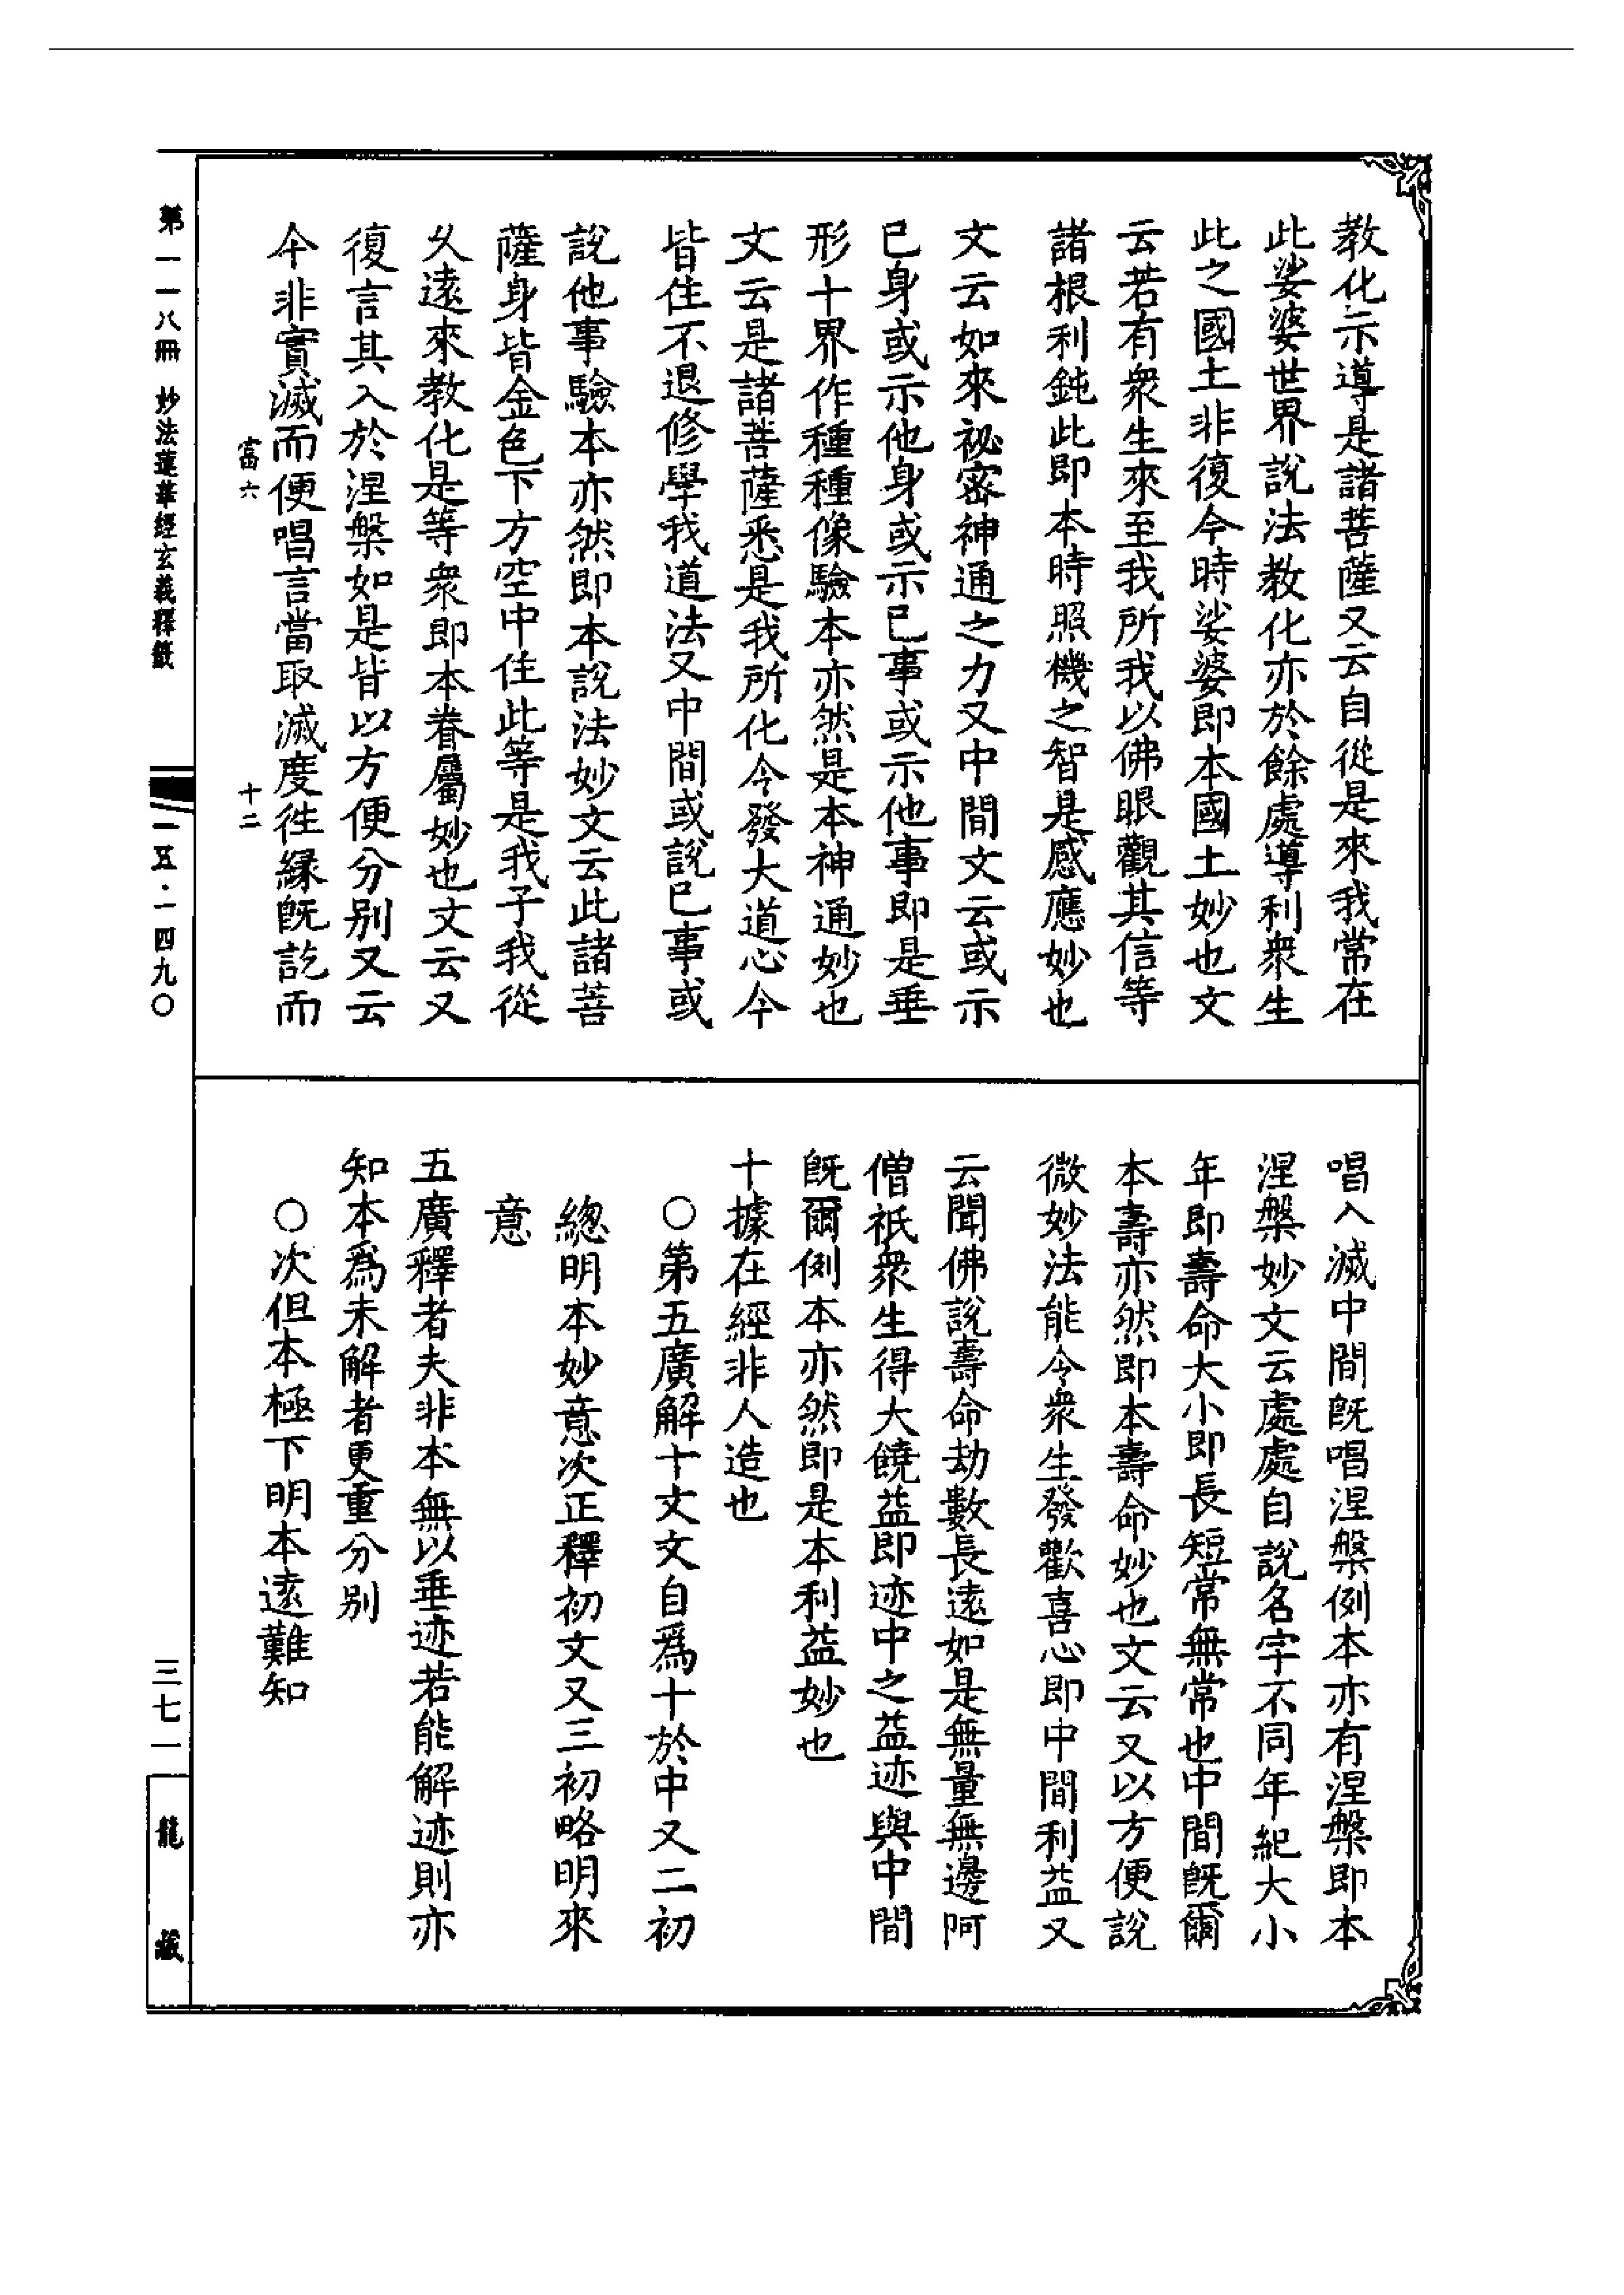 教化示導是諸菩薩又云自從是來我常在
此娑婆世界說法教化亦於餘處導利衆生
此之國土非復今時娑婆即本國土妙也文
云若有衆生來至我所我以佛眼觀其信等
諸根利鈍此即本時照機之智是感應妙也
文云如來祕密神通之力又中間文云或示
已身或示他身或示已事或示他事即是垂
形十界作種種像驗本亦然是本神通妙也
文云是諸菩薩悉是我所化今發大道心今
皆住不退修學我道法又中間或說已事或
說他事驗本亦然即本說法妙文云此諸菩
薩身皆金色下方空中住此等是我子我從
乆遠來教化是等衆即本眷屬妙也文云又
復言其入於涅槃如是皆以方便分別又云
今非實滅而便唱言當取滅度徃緣旣訖而
富六 十二
唱入滅中間旣唱涅槃例本亦有涅槃即本
涅槃妙文云處處自說名字不同年紀大小
年即壽命大小即長短常無常也中間旣爾
本壽亦然即本壽命妙也文云又以方便說
微妙法能令衆生發歡喜心即中間利益又
云聞佛說壽命劫數長遠如是無量無邊阿
僧祇衆生得大饒益即迹中之益迹與中間
旣爾例本亦然即是本利益妙也
十據在經非人造也
○第五廣解十文文自爲十於中又二初
總明本妙意次正釋初文又三初略明來
意
五廣釋者夫非本無以垂迹若能解迹則亦
知本爲未解者更重分別
○次但本極下明本遠難知
第一一八冊 妙法蓮華經玄義釋籤
一五·一四九〇
三七一
龍藏